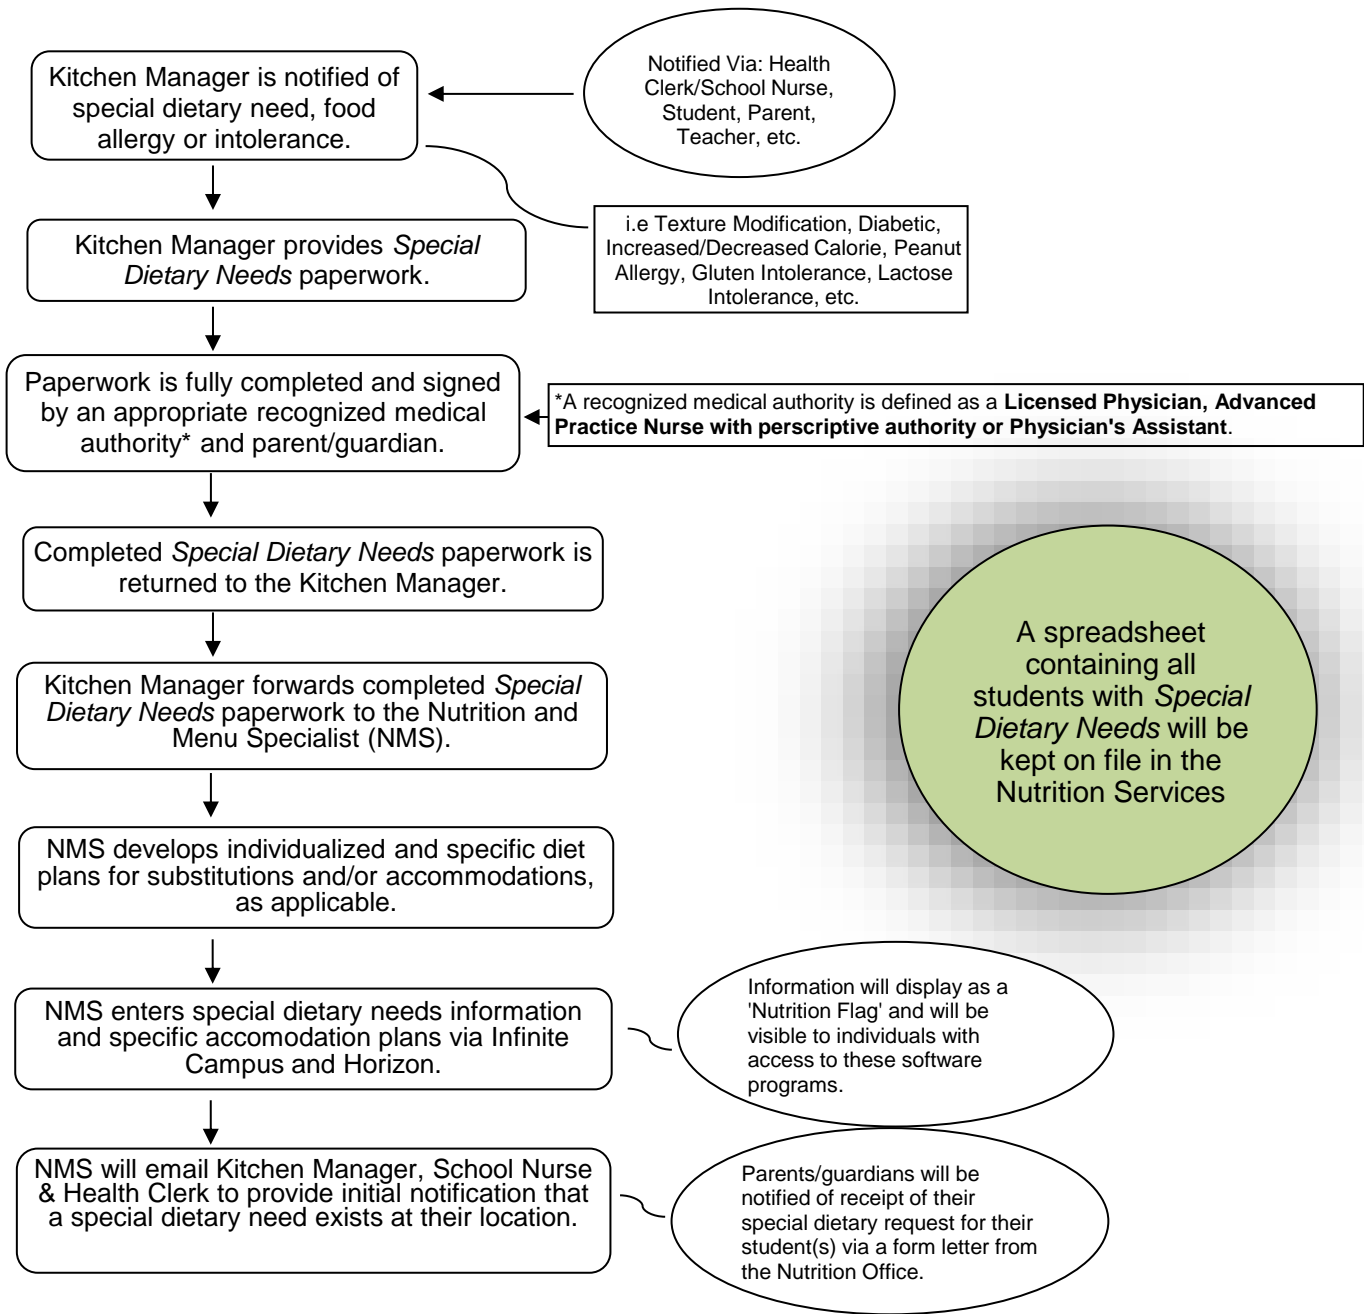 Kitchen Manager is notified of
special dietary need, food
allergy or intolerance.
Notified Via: Health
Clerk/School Nurse,
Student, Parent,
Teacher, etc.
i.e Texture Modification, Diabetic,
Increased/Decreased Calorie, Peanut
Allergy, Gluten Intolerance, Lactose
Intolerance, etc.
Kitchen Manager provides Special
Dietary Needs paperwork.
Paperwork is fully completed and signed
by an appropriate recognized medical
authority* and parent/guardian.
*A recognized medical authority is defined as a Licensed Physician, Advanced
Practice Nurse with perscriptive authority or Physician's Assistant.
Completed Special Dietary Needs paperwork is
returned to the Kitchen Manager.
Kitchen Manager forwards completed Special
Dietary Needs paperwork to the Nutrition and
Menu Specialist (NMS).
A spreadsheet
containing all
students with Special
Dietary Needs will be
kept on file in the
Nutrition Services
NMS develops individualized and specific diet
plans for substitutions and/or accommodations,
as applicable.
NMS enters special dietary needs information
and specific accomodation plans via Infinite
Campus and Horizon.
Information will display as a
'Nutrition Flag' and will be
visible to individuals with
access to these software
programs.
NMS will email Kitchen Manager, School Nurse
& Health Clerk to provide initial notification that
a special dietary need exists at their location.
Parents/guardians will be
notified of receipt of their
special dietary request for their
student(s) via a form letter from
the Nutrition Office.